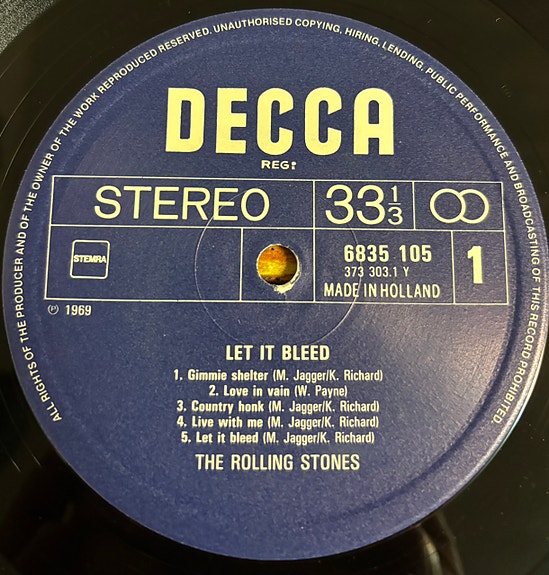 ALL RIGHTS OF THE PRODUCER AND OF THE OWNER OF THE WORK REPRODUCED RESERVED. UNAUTHORISED COPYING, HIRING, LENDING, PUBLIC PERFORMANCE AND BROADCASTING OF THIS RECORD PROHIBITED.
DECCA
REG:
STEREO 33 1/3
STEMRA
6835 105
373 303.1 Y
MADE IN HOLLAND
1
℗ 1969
LET IT BLEED
1. Gimmie shelter (M. Jagger/K. Richard)
2. Love in vain (W. Payne)
3. Country honk (M. Jagger/K. Richard)
4. Live with me (M. Jagger/K. Richard)
5. Let it bleed (M. Jagger/K. Richard)
THE ROLLING STONES